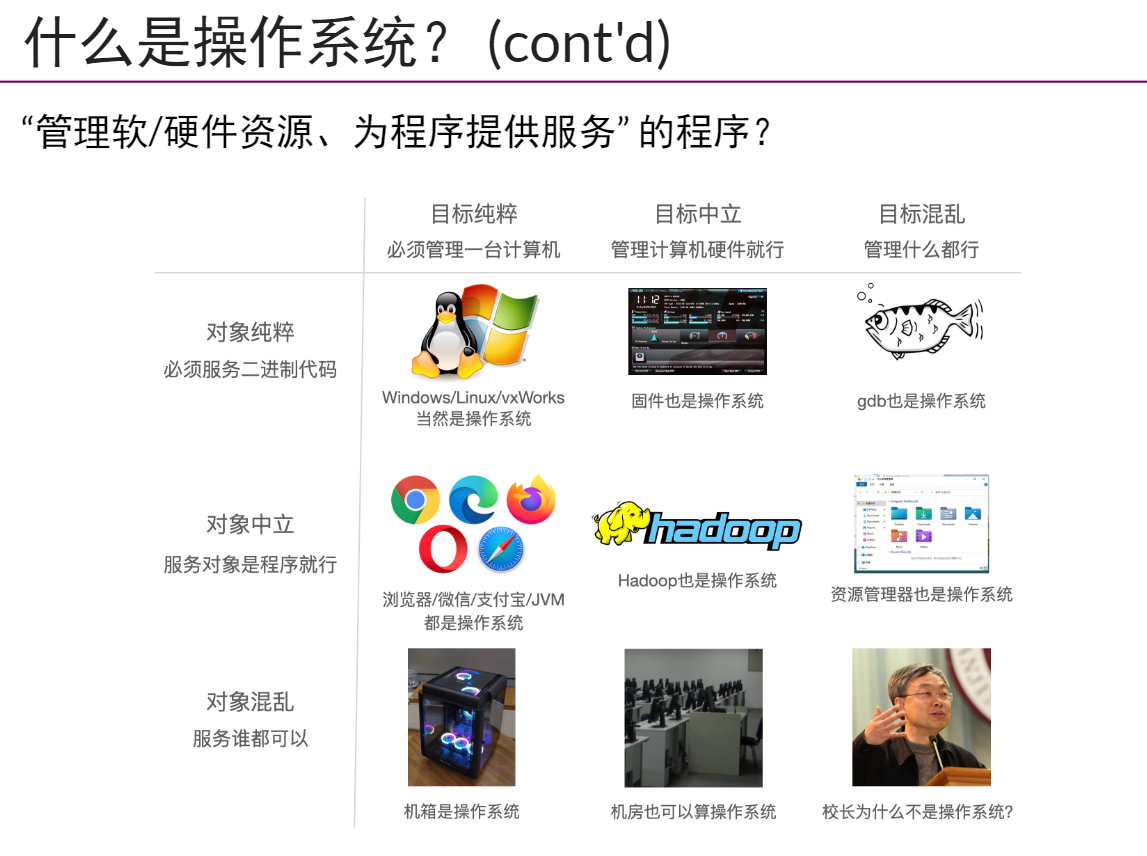 什么是操作系统？ (cont'd)
“管理软/硬件资源、为程序提供服务” 的程序？
目标纯粹
必须管理一台计算机
目标中立
管理计算机硬件就行
目标混乱
管理什么都行
对象纯粹
必须服务二进制代码
Windows/Linux/vxWorks
当然是操作系统
固件也是操作系统
gdb也是操作系统
对象中立
服务对象是程序就行
浏览器/微信/支付宝/JVM
都是操作系统
hadoop
Hadoop也是操作系统
资源管理器也是操作系统
对象混乱
服务谁都可以
机箱是操作系统
机房也可以算操作系统
校长为什么不是操作系统?